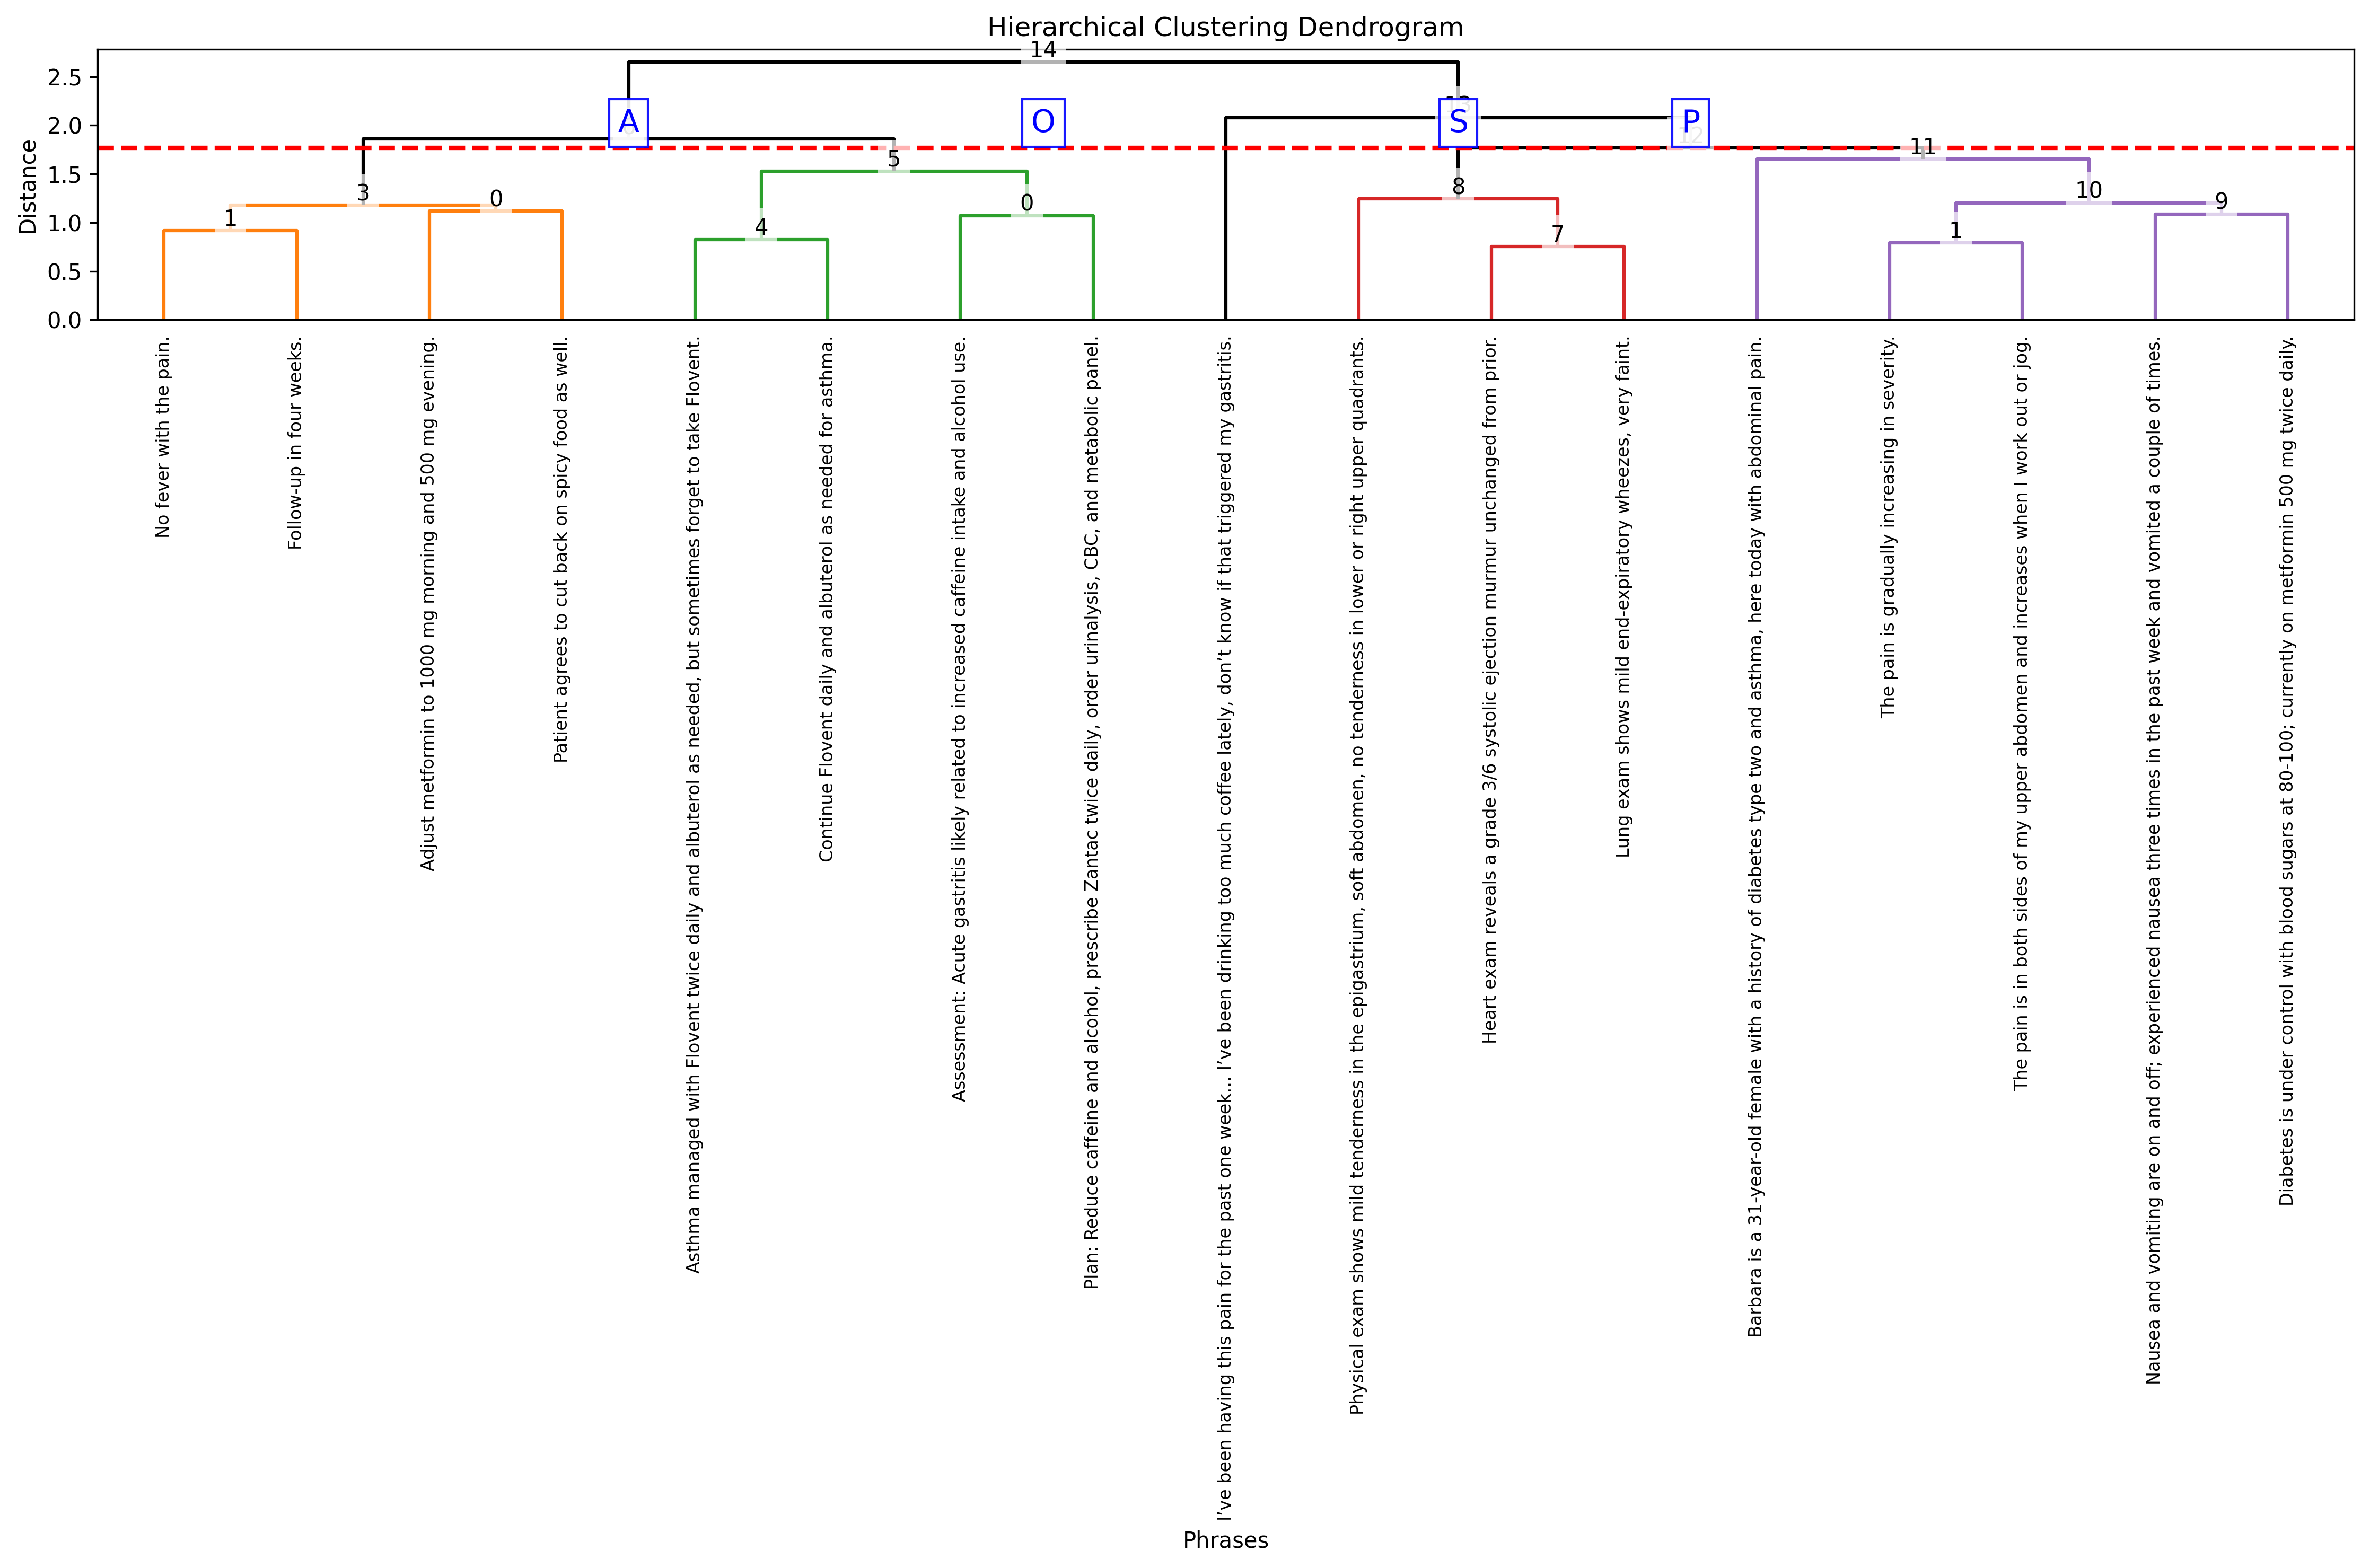 Hierarchical Clustering Dendrogram
14
2.5
2.0
1.5
1.0
0.5
0.0
Distance
A
O
S
P
13
12
5
11
3
0
1
4
0
8
7
10
9
1
No fever with the pain.
Follow-up in four weeks.
Adjust metformin to 1000 mg morning and 500 mg evening.
Patient agrees to cut back on spicy food as well.
Asthma managed with Flovent twice daily and albuterol as needed, but sometimes forget to take Flovent.
Continue Flovent daily and albuterol as needed for asthma.
Assessment: Acute gastritis likely related to increased caffeine intake and alcohol use.
Plan: Reduce caffeine and alcohol, prescribe Zantac twice daily, order urinalysis, CBC, and metabolic panel.
I’ve been having this pain for the past one week... I’ve been drinking too much coffee lately, don’t know if that triggered my gastritis.
Physical exam shows mild tenderness in the epigastrium, soft abdomen, no tenderness in lower or right upper quadrants.
Heart exam reveals a grade 3/6 systolic ejection murmur unchanged from prior.
Lung exam shows mild end-expiratory wheezes, very faint.
Barbara is a 31-year-old female with a history of diabetes type two and asthma, here today with abdominal pain.
The pain is gradually increasing in severity.
The pain is in both sides of my upper abdomen and increases when I work out or jog.
Nausea and vomiting are on and off; experienced nausea three times in the past week and vomited a couple of times.
Diabetes is under control with blood sugars at 80-100; currently on metformin 500 mg twice daily.
Phrases